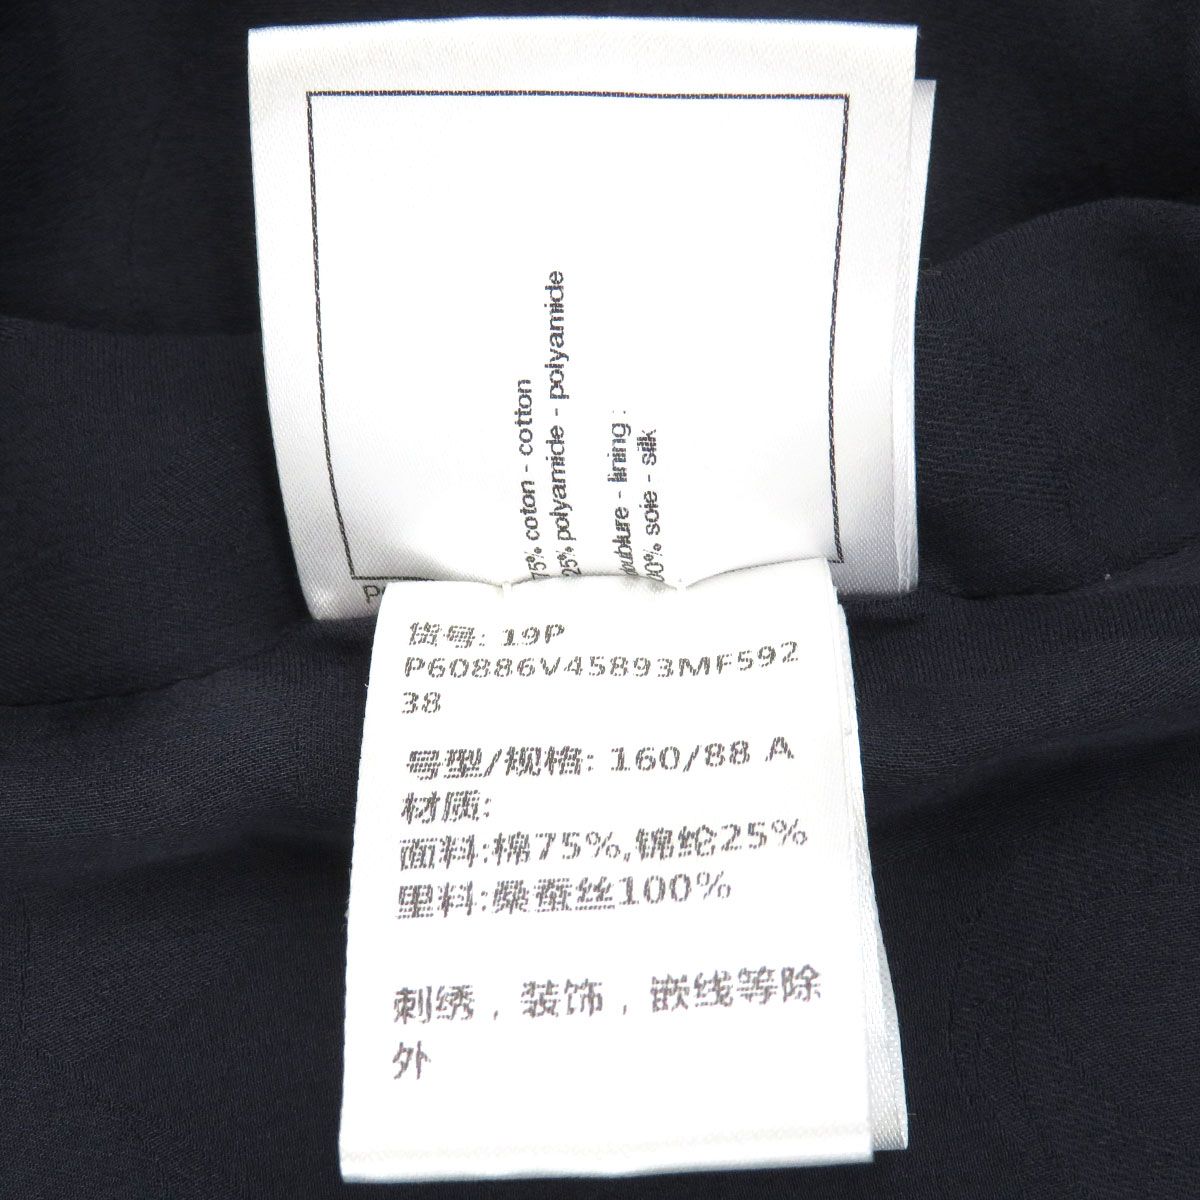 75% coton - cotton
25% polyamide - polyamide
doublure - lining :
00% soie - silk
货号: 19P
P60886V45893MF592
38
号型/规格: 160/88 A
材质:
面料:棉75%,锦纶25%
里料:桑蚕丝100%
刺绣，装饰，嵌线等除
外